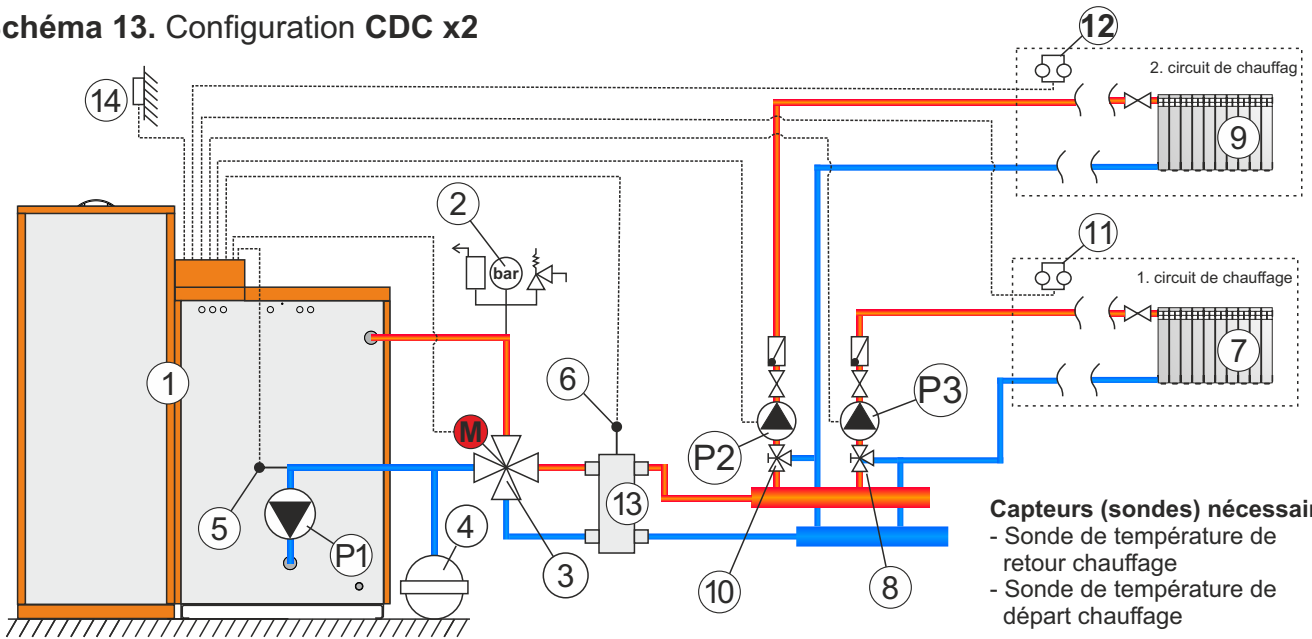 Schéma 13. Configuration CDC x2
12
2. circuit de chauffag
14
9
2
bar
11
1. circuit de chauffage
7
1
6
M
P3
P2
13
5
P1
4
3
10
8
Capteurs (sondes) nécessair
- Sonde de température de
retour chauffage
- Sonde de température de
départ chauffage